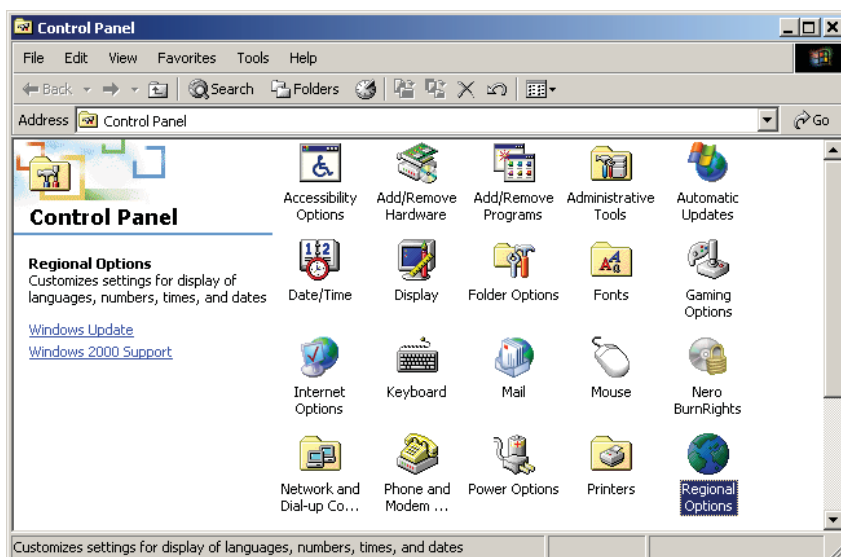 Control Panel
File Edit View Favorites Tools Help
Back Search Folders
Address Control Panel Go
Control Panel
Regional Options
Customizes settings for display of
languages, numbers, times, and dates
Windows Update
Windows 2000 Support
Accessibility
Options
Add/Remove
Hardware
Add/Remove
Programs
Administrative
Tools
Automatic
Updates
Date/Time
Display
Folder Options
Fonts
Gaming
Options
Internet
Options
Keyboard
Mail
Mouse
Nero
BurnRights
Network and
Dial-up Co...
Phone and
Modem ...
Power Options
Printers
Regional
Options
Customizes settings for display of languages, numbers, times, and dates